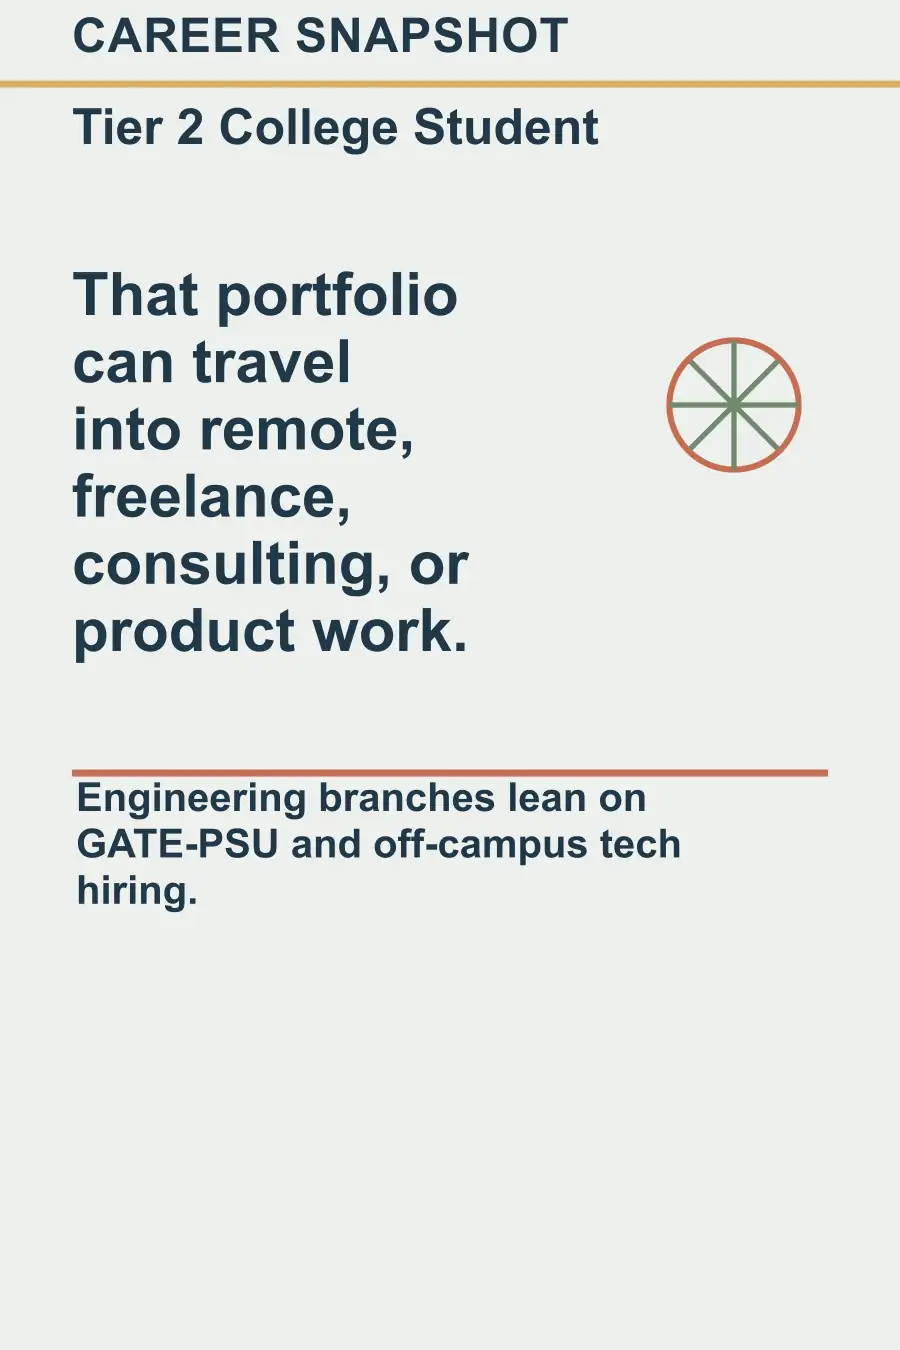 CAREER SNAPSHOT
Tier 2 College Student
That portfolio
can travel
into remote,
freelance,
consulting, or
product work.
Engineering branches lean on
GATE-PSU and off-campus tech
hiring.